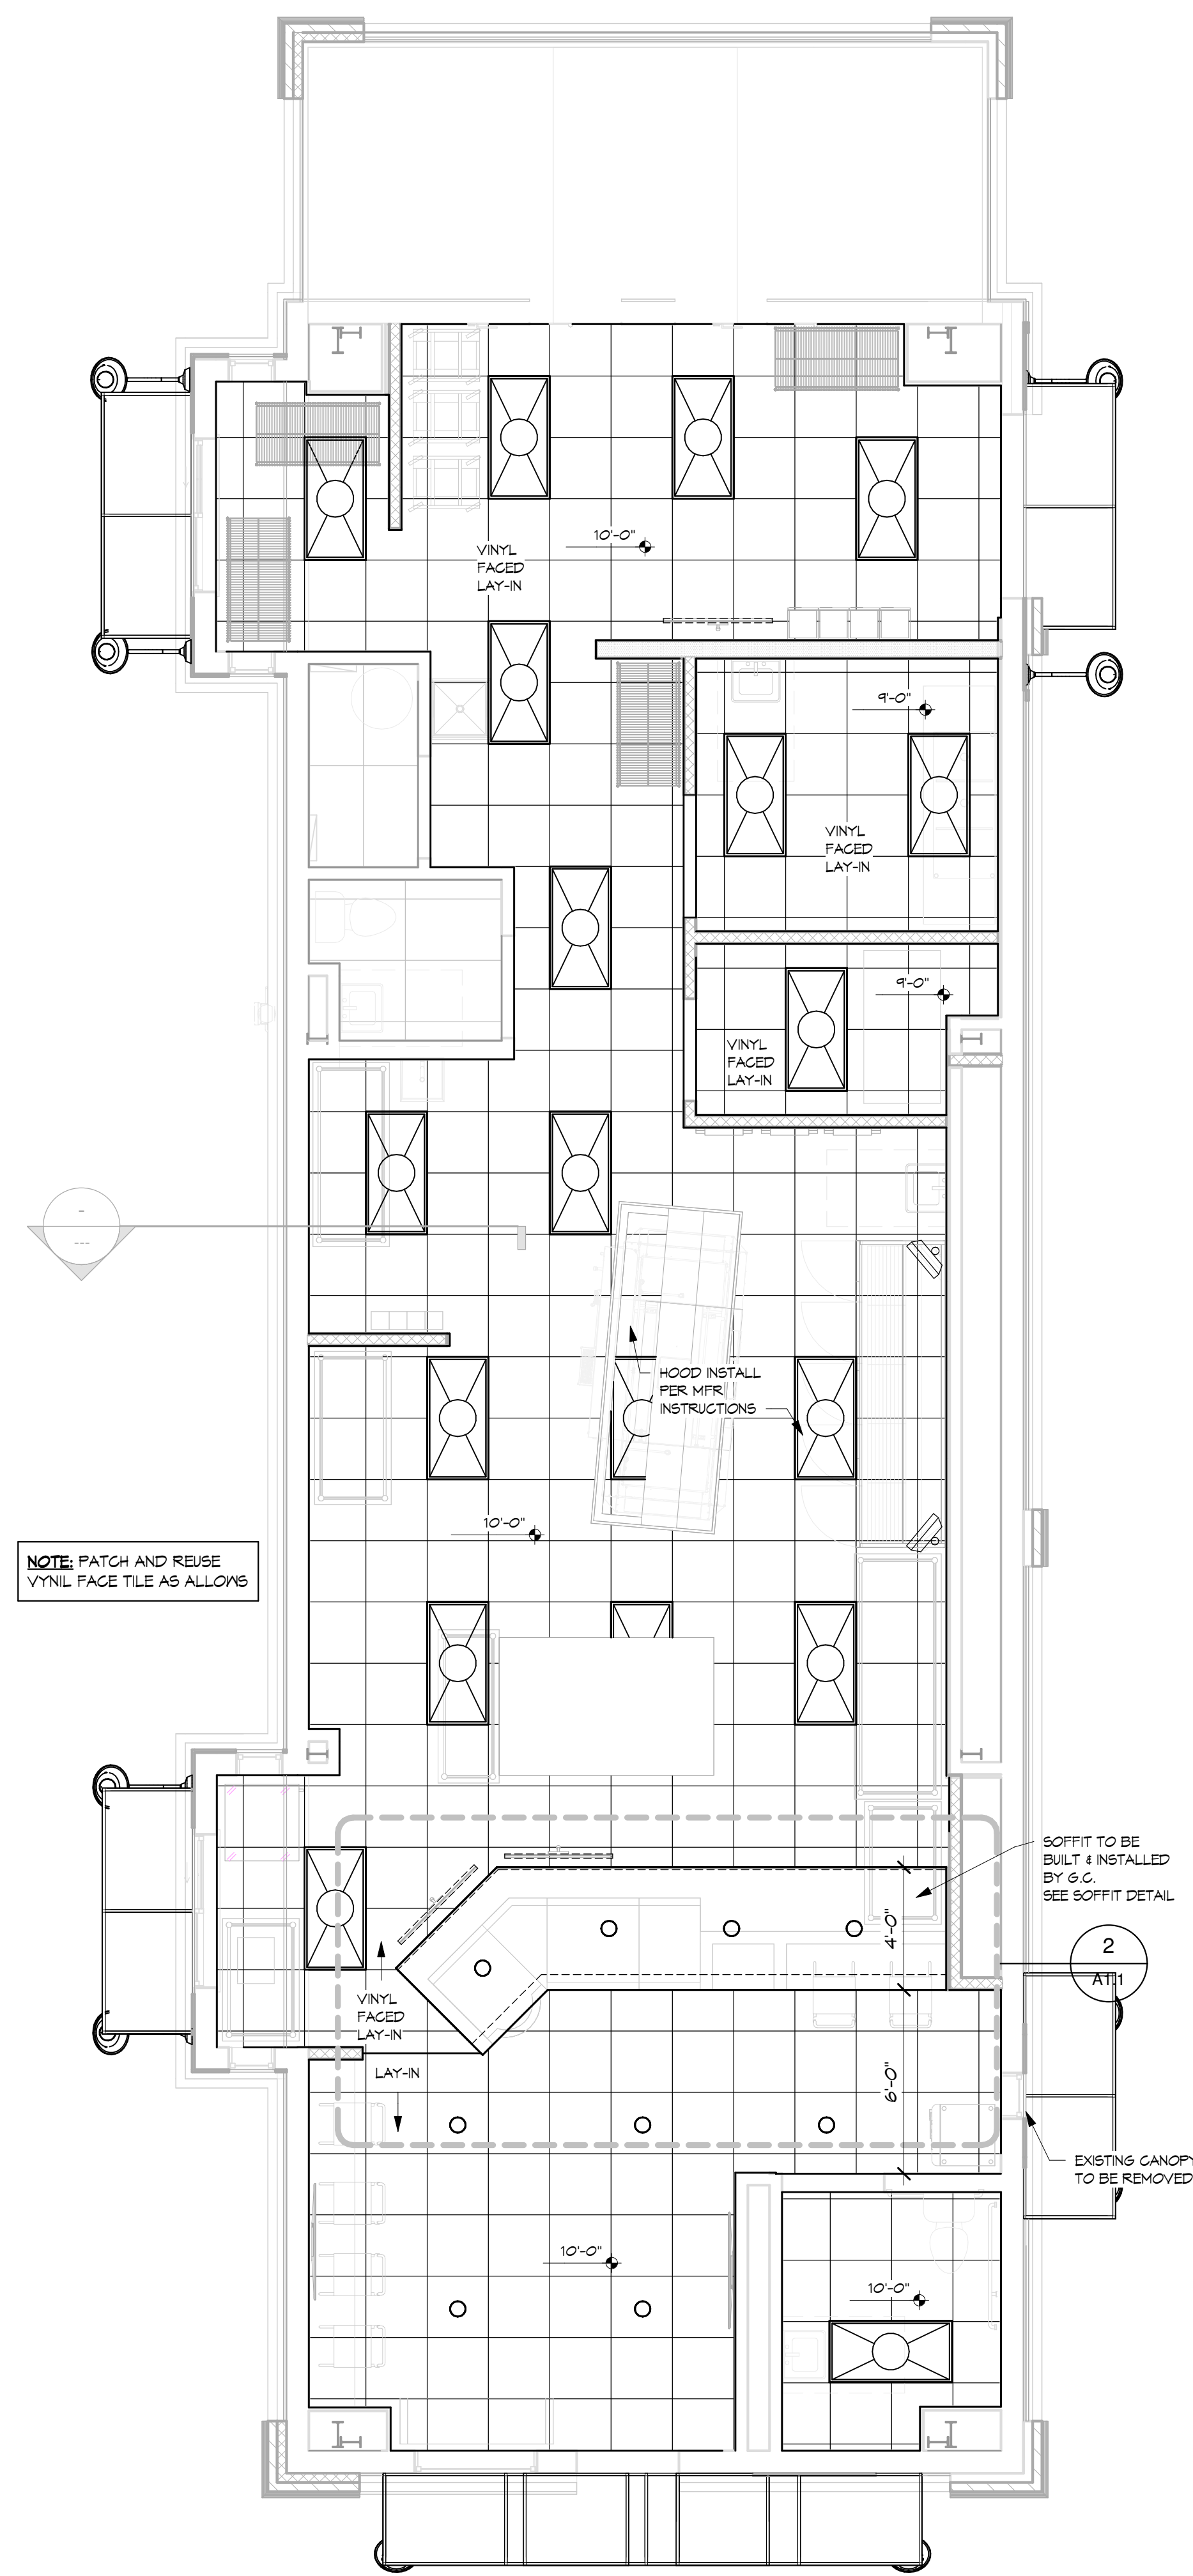 10'-0"
VINYL
FACED
LAY-IN
9'-0"
VINYL
FACED
LAY-IN
9'-0"
VINYL
FACED
LAY-IN
-
---
HOOD INSTALL
PER MFR
INSTRUCTIONS
10'-0"
NOTE: PATCH AND REUSE
VYNIL FACE TILE AS ALLOWS
SOFFIT TO BE
BUILT & INSTALLED
BY G.C.
SEE SOFFIT DETAIL
4'-0"
2
A1.1
VINYL
FACED
LAY-IN
LAY-IN
6'-0"
EXISTING CANOPY
TO BE REMOVED
10'-0"
10'-0"